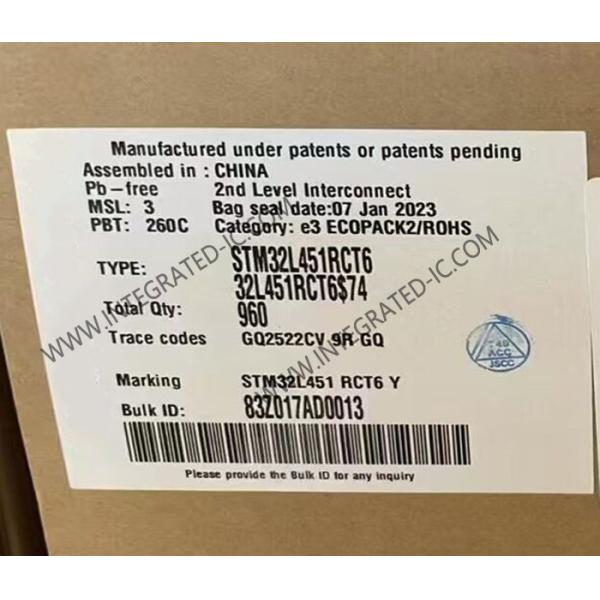 Manufactured under patents or patents pending
Assembled in : CHINA
Pb-free 2nd Level Interconnect
MSL: 3 Bag seal date:07 Jan 2023
PBT: 260C Category: e3 ECOPACK2/ROHS
TYPE: STM32L451RCT6
32L451RCT6$74
Total Qty: 960
Trace codes GQ2522CV 9R GQ
Marking STM32L451 RCT6 Y
Bulk ID: 83Z017AD0013
Please provide the Bulk ID for any inquiry
WWW.INTEGRATED-IC.COM
WWW.INTEGRATED-IC.COM
ACC
JSCC